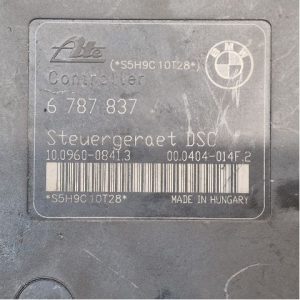 Ate (*S5H9C10T28*) BMW
Controller
6 787 837
Steuergeraet DSC
10.0960-0841.3 00.0404-014F.2
*S5H9C10T28*
MADE IN HUNGARY